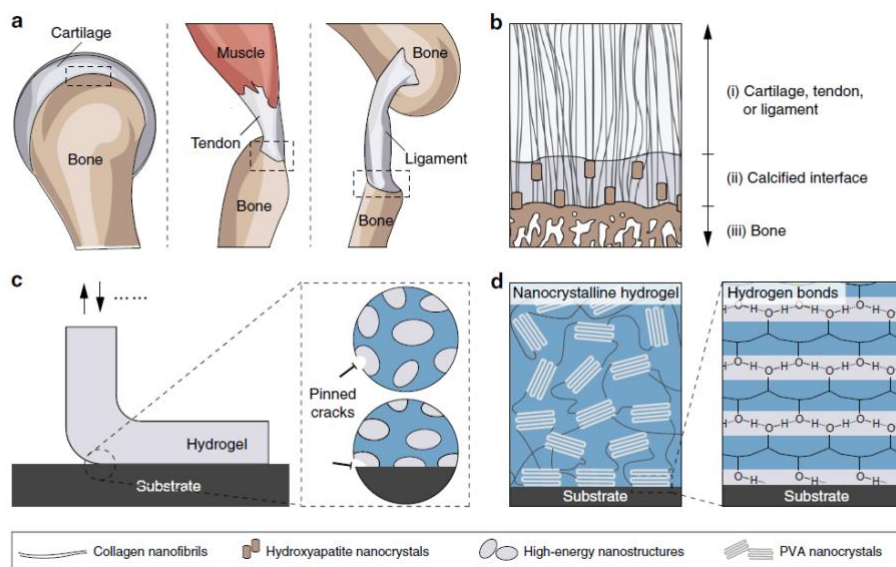 a
Cartilage
Bone
Muscle
Tendon
Bone
Bone
Ligament
Bone
b
(i) Cartilage, tendon,
or ligament
(ii) Calcified interface
(iii) Bone
c
Pinned
cracks
Hydrogel
Substrate
d
Nanocrystalline hydrogel
Substrate
Hydrogen bonds
O O O
H O H H O H H O H
O H H O H H O H
O O O
H O H H O H H O H
O H H O H H O H
O H
Substrate
Collagen nanofibrils
Hydroxyapatite nanocrystals
High-energy nanostructures
PVA nanocrystals